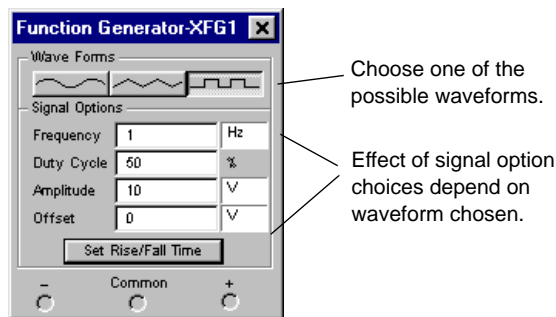 Function Generator-XFG1
Wave Forms
Signal Options
Frequency 1 Hz
Duty Cycle 50 %
Amplitude 10 V
Offset 0 V
Set Rise/Fall Time
− Common +
Choose one of the
possible waveforms.
Effect of signal option
choices depend on
waveform chosen.